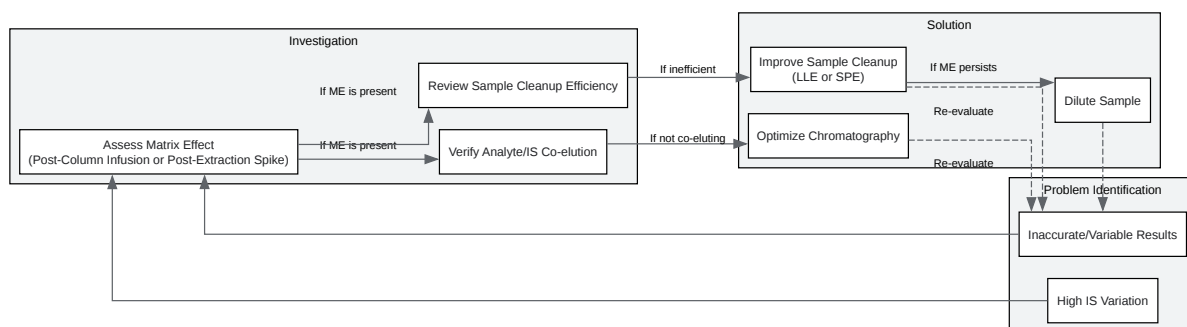 Investigation
If ME is present
Review Sample Cleanup Efficiency
Assess Matrix Effect
(Post-Column Infusion or Post-Extraction Spike)
If ME is present
Verify Analyte/IS Co-elution
If inefficient
If not co-eluting
Solution
Improve Sample Cleanup
(LLE or SPE)
If ME persists
Dilute Sample
Re-evaluate
Optimize Chromatography
Re-evaluate
Problem Identification
Inaccurate/Variable Results
High IS Variation